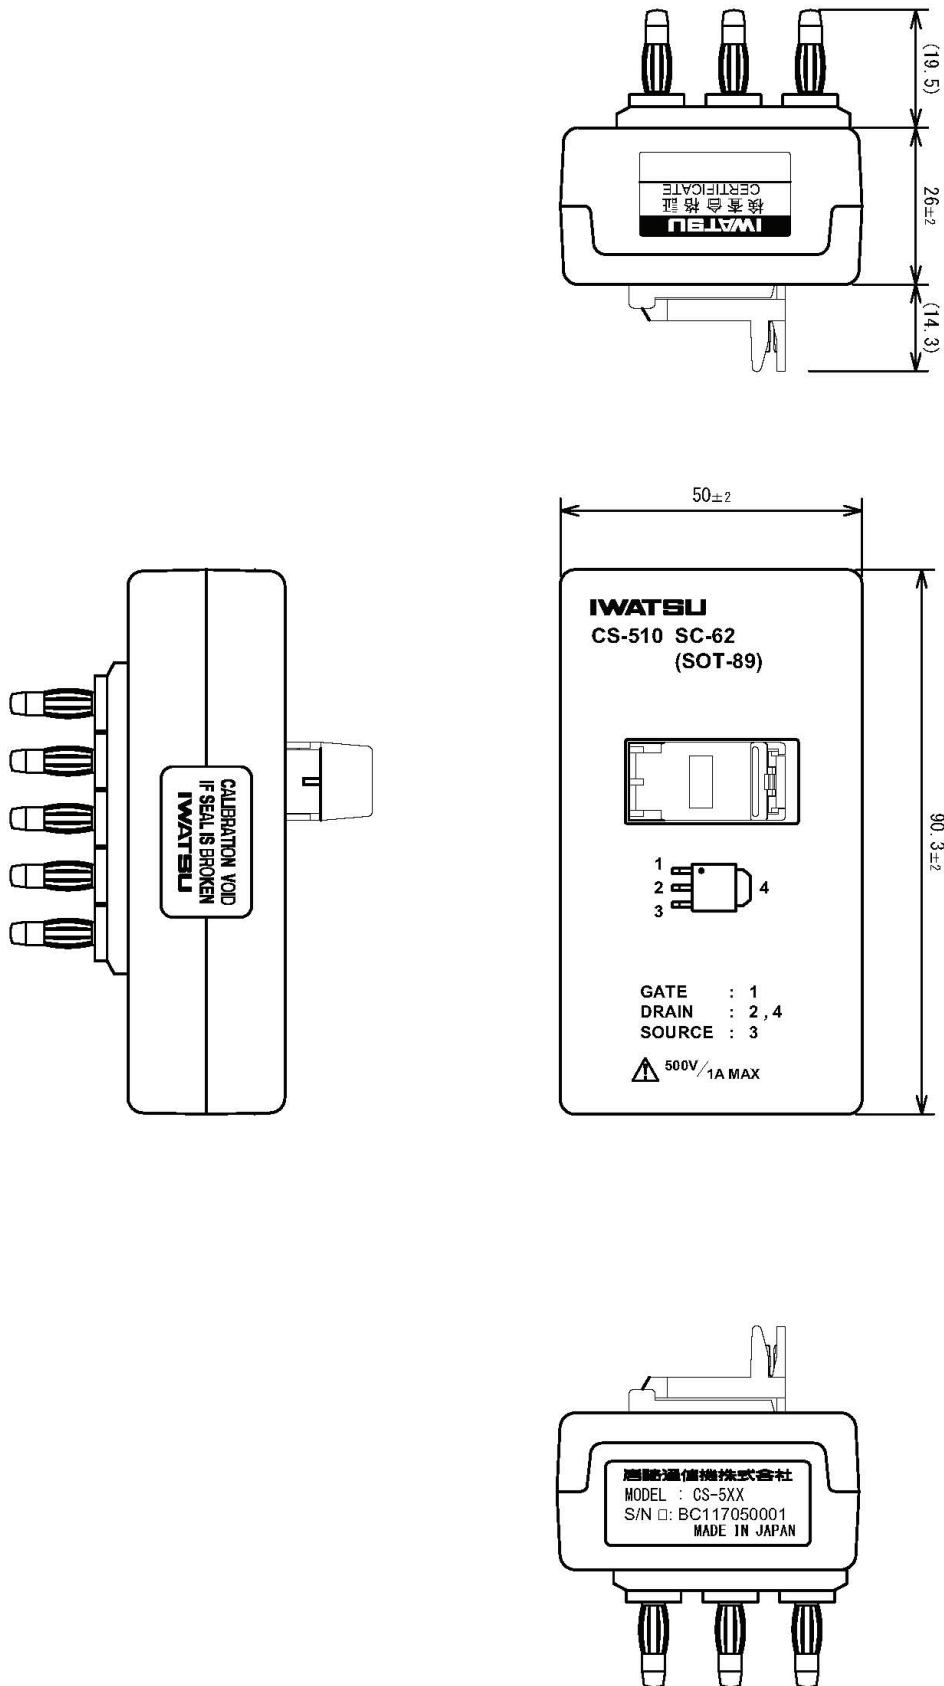 (19.5)
26±2
(14.3)
CERTIFICATE
検査合格証
IWATSU
50±2
90.3±2
IWATSU
CS-510 SC-62
(SOT-89)
1
2
3
4
GATE : 1
DRAIN : 2 , 4
SOURCE : 3
500V/1A MAX
CALIBRATION VOID
IF SEAL IS BROKEN
IWATSU
岩崎通信機株式会社
MODEL : CS-5XX
S/N □: BC117050001
MADE IN JAPAN